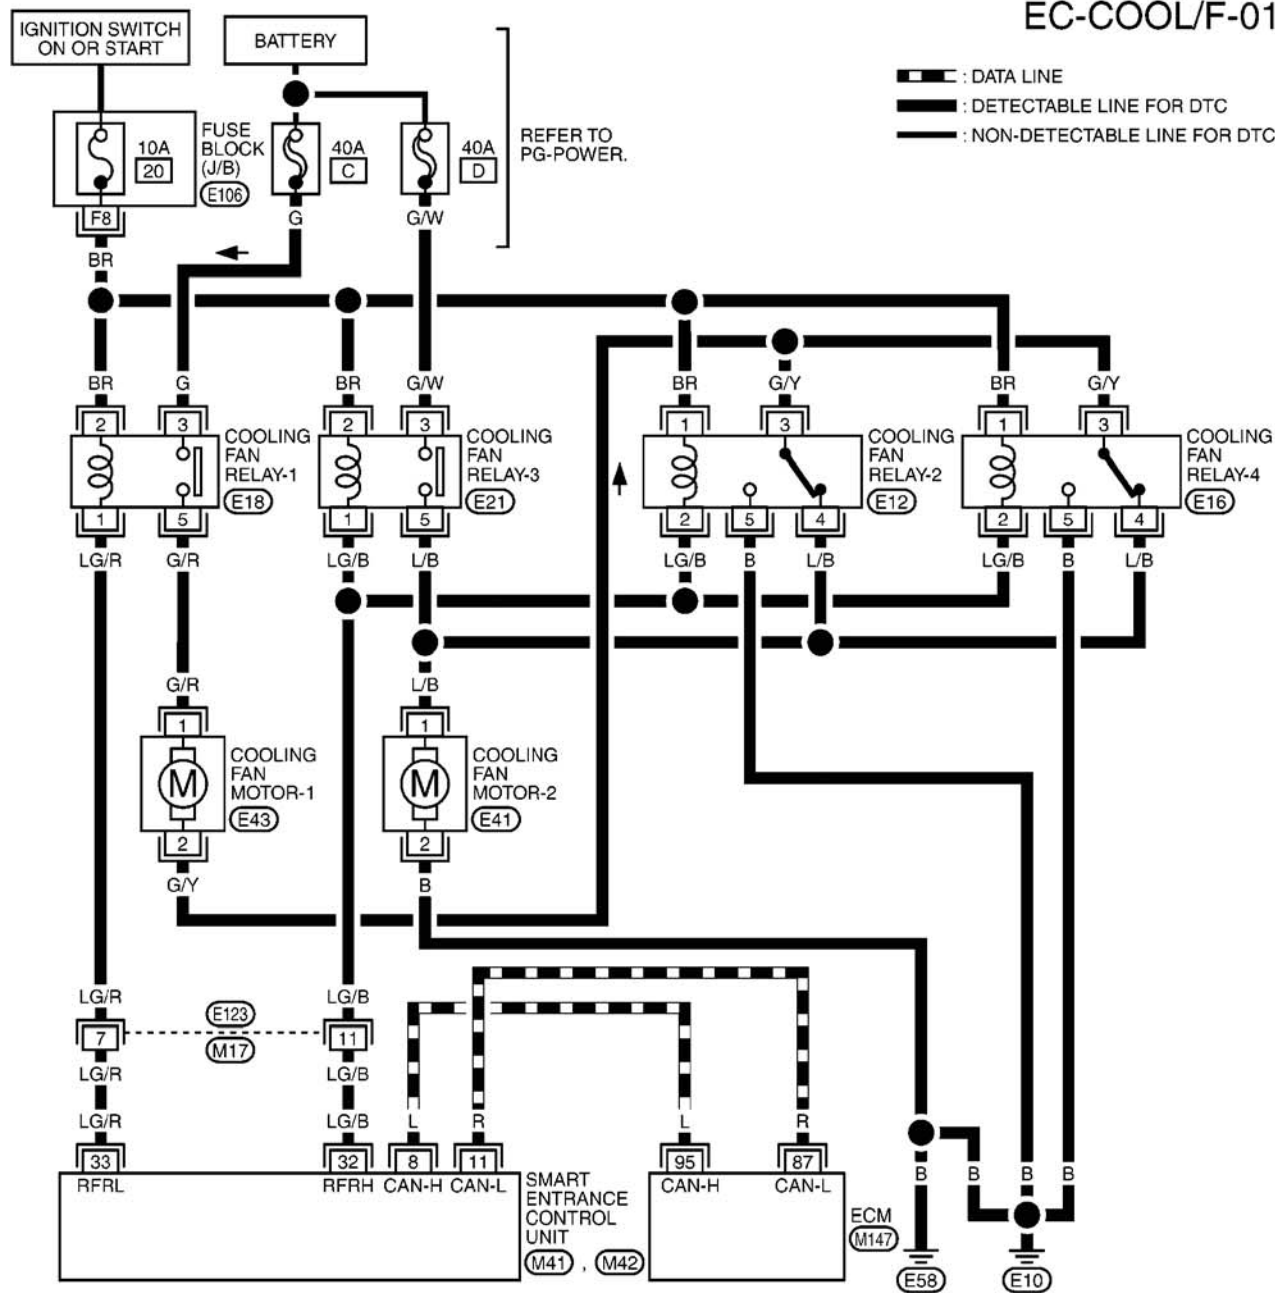 EC-COOL/F-01
IGNITION SWITCH
ON OR START
BATTERY
: DATA LINE
: DETECTABLE LINE FOR DTC
: NON-DETECTABLE LINE FOR DTC
10A
20
FUSE
BLOCK
(J/B)
E106
40A
C
40A
D
REFER TO
PG-POWER.
F8
G
G/W
BR
BR G BR G/W BR G/Y BR G/Y
2 3 2 3 1 3 1 3
COOLING
FAN
RELAY-1
E18
COOLING
FAN
RELAY-3
E21
COOLING
FAN
RELAY-2
E12
COOLING
FAN
RELAY-4
E16
1 5 1 5 2 5 4 2 5 4
LG/R G/R LG/B L/B LG/B B L/B LG/B B L/B
G/R L/B
1 1
M
COOLING
FAN
MOTOR-1
E43
M
COOLING
FAN
MOTOR-2
E41
2 2
G/Y B
LG/R LG/B
E123
7 11
M17
LG/R LG/B
LG/R LG/B L R L R
B B B B
33 32 8 11 95 87
RFRL RFRH CAN-H CAN-L CAN-H CAN-L
SMART
ENTRANCE
CONTROL
UNIT
M41 , M42
ECM
M147
E58 E10